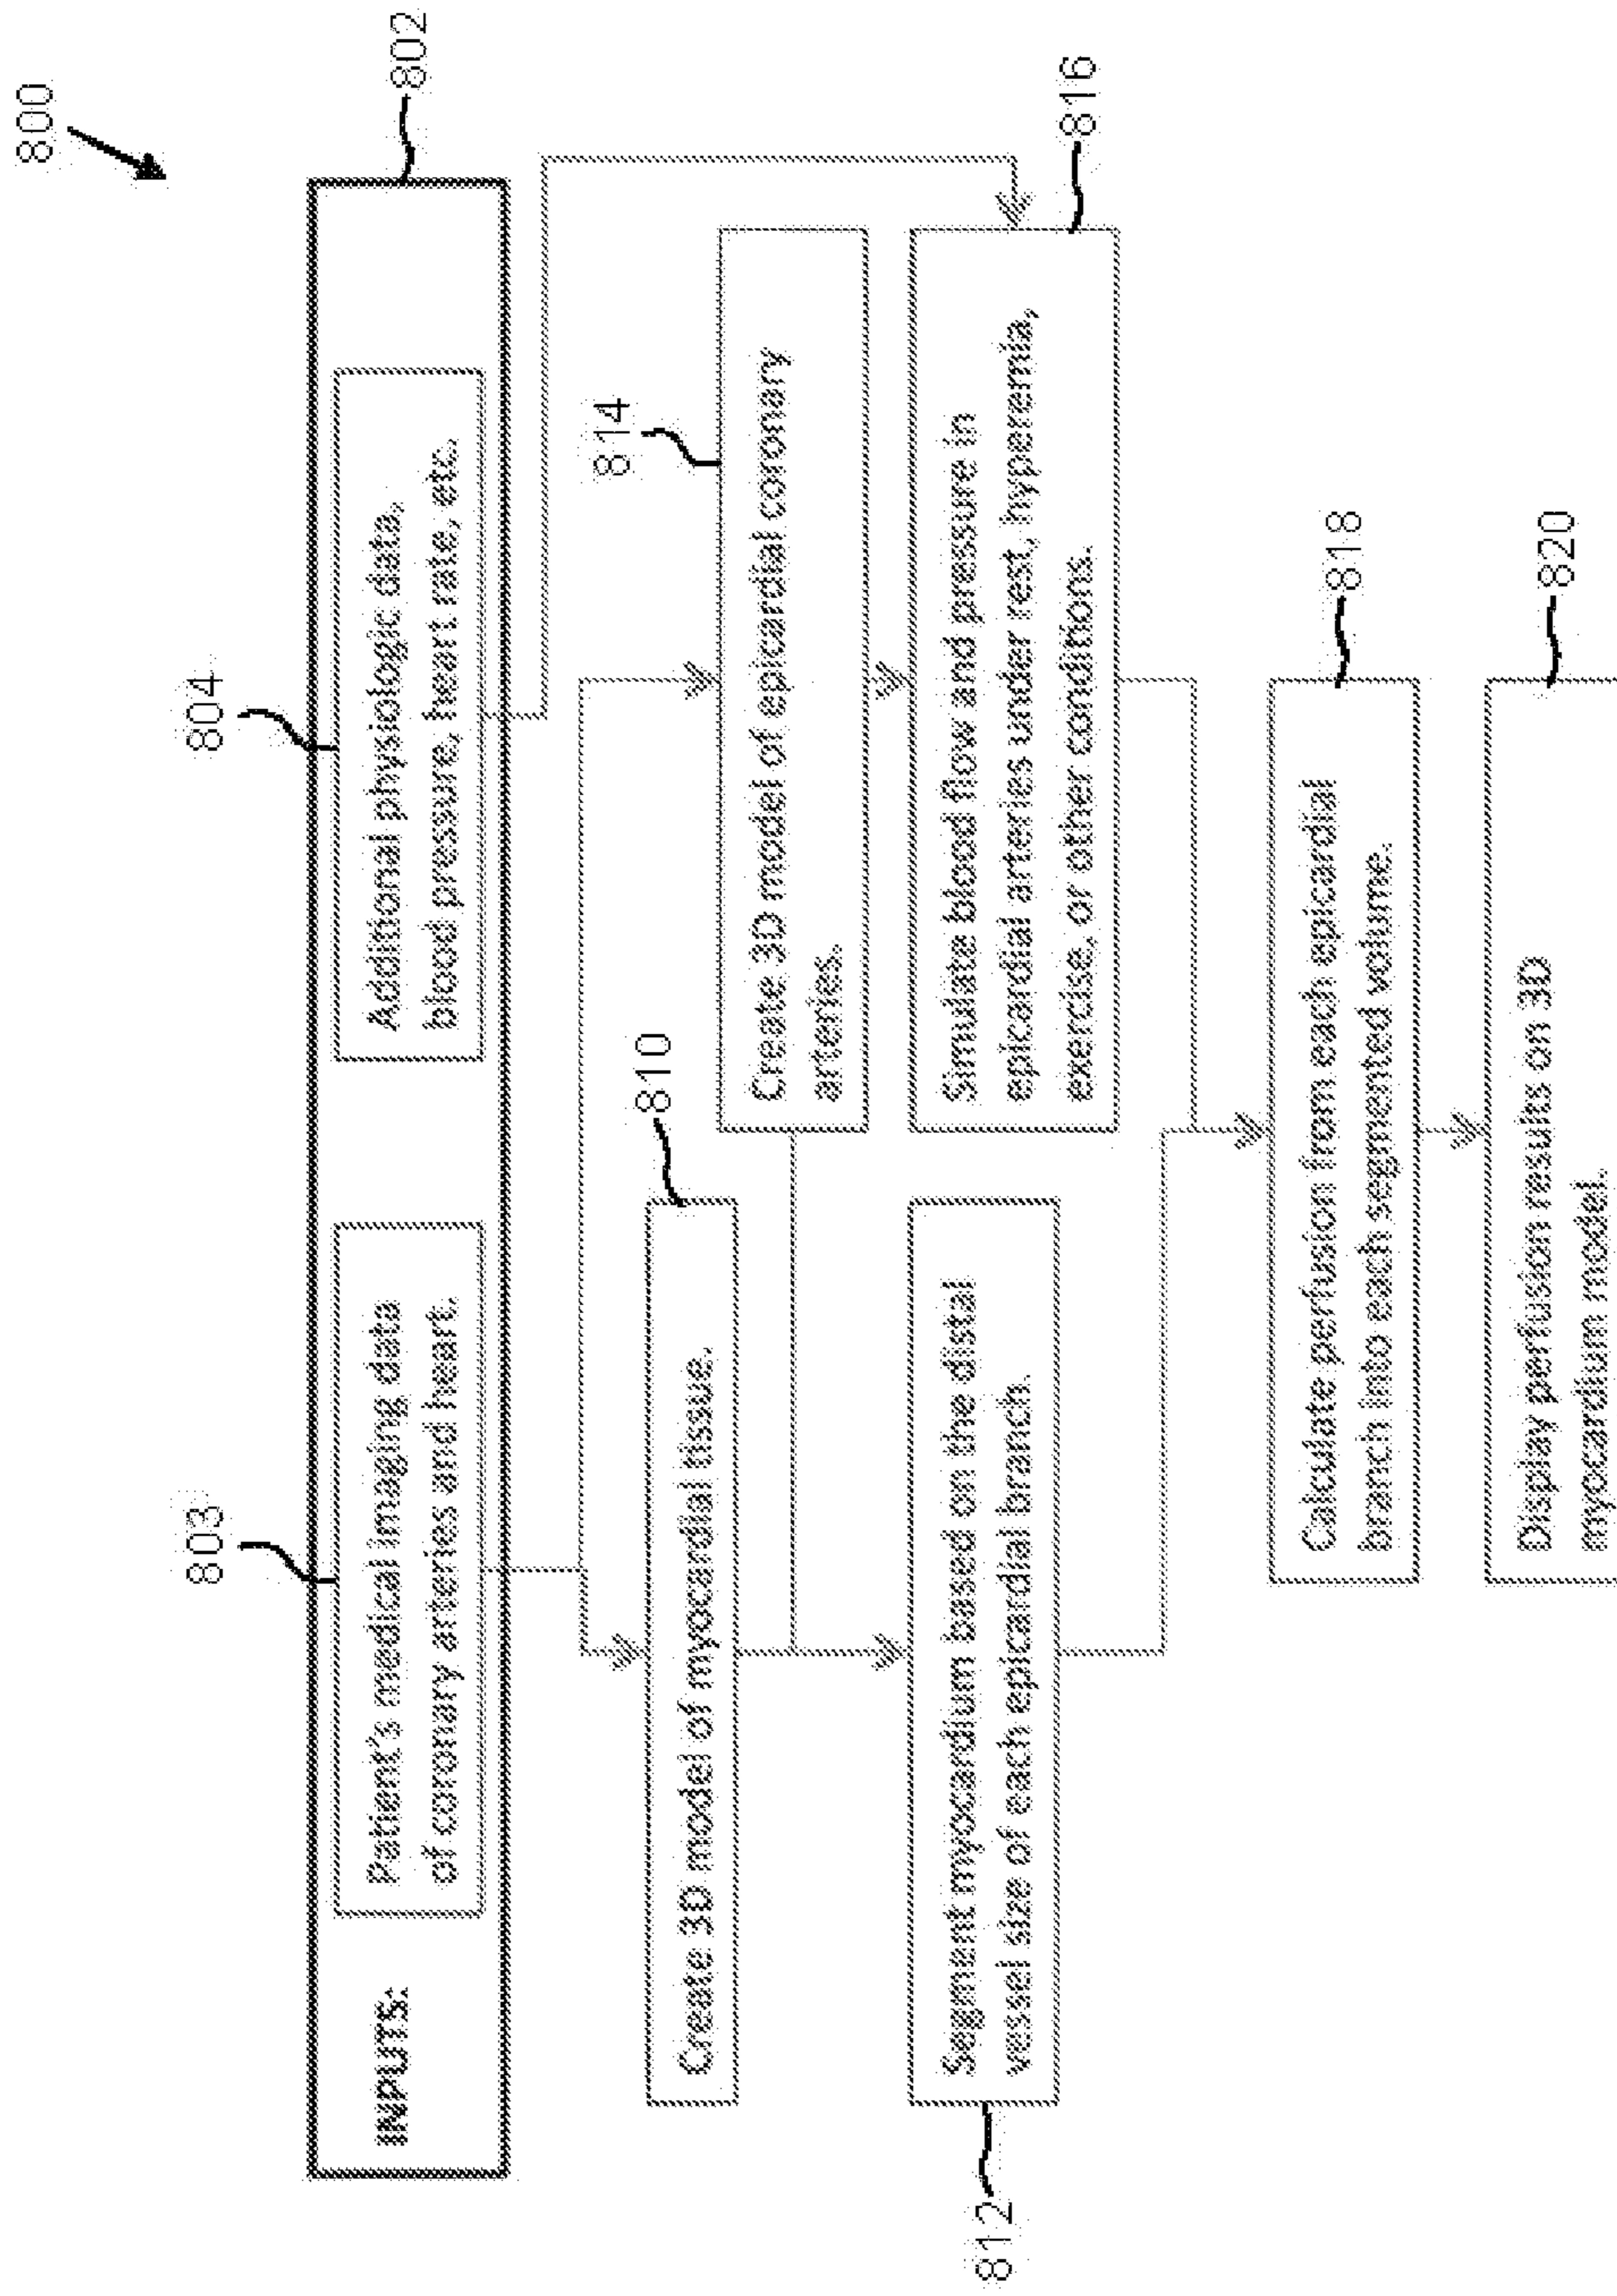 800
802
803
804
INPUTS:
Patient's medical imaging data
of coronary arteries and heart.
Additional physiologic data,
blood pressure, heart rate, etc.
810
Create 3D model of myocardial tissue.
814
Create 3D model of epicardial coronary
arteries.
812
Segment myocardium based on the distal
vessel size of each epicardial branch.
816
Simulate blood flow and pressure in
epicardial arteries under rest, hyperemia,
exercise, or other conditions.
818
Calculate perfusion from each epicardial
branch into each segmented volume.
820
Display perfusion results on 3D
myocardium model.